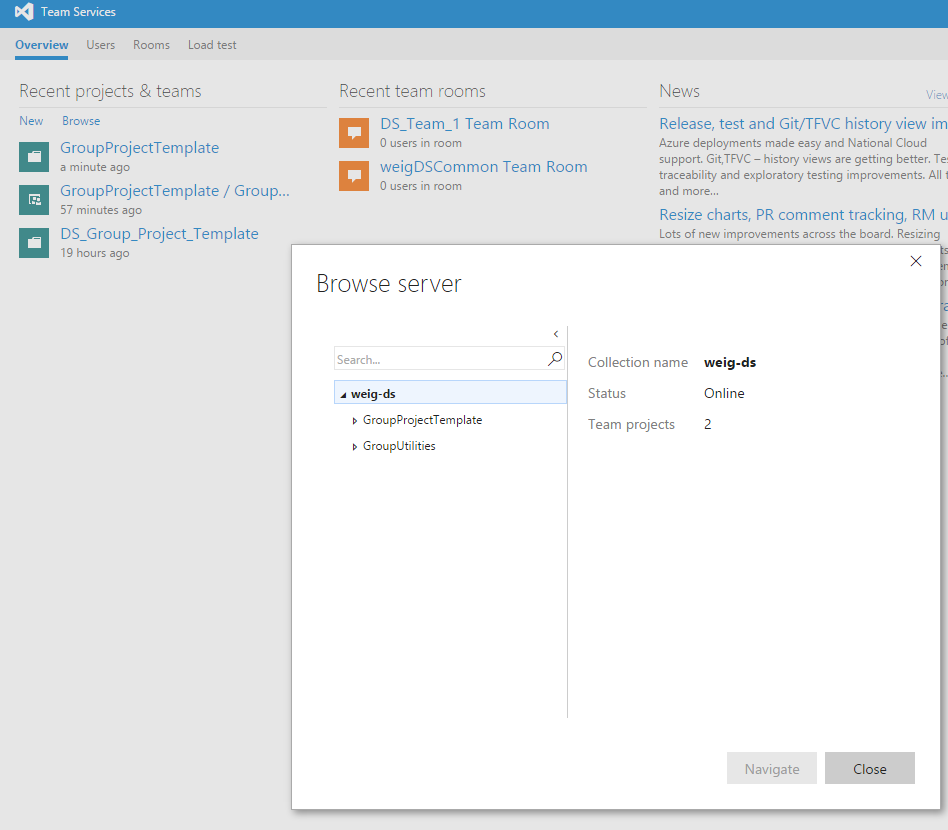 Team Services
Overview Users Rooms Load test
Recent projects & teams
New Browse
GroupProjectTemplate
a minute ago
GroupProjectTemplate / Group...
57 minutes ago
DS_Group_Project_Template
19 hours ago
Recent team rooms
DS_Team_1 Team Room
0 users in room
weigDSCommon Team Room
0 users in room
News
View
Release, test and Git/TFVC history view im
Azure deployments made easy and National Cloud
support. Git,TFVC – history views are getting better. Tes
traceability and exploratory testing improvements. All t
and more...
Resize charts, PR comment tracking, RM u
Lots of new improvements across the board. Resizing
Browse server
Search...
weig-ds
GroupProjectTemplate
GroupUtilities
Collection name weig-ds
Status Online
Team projects 2
Navigate Close